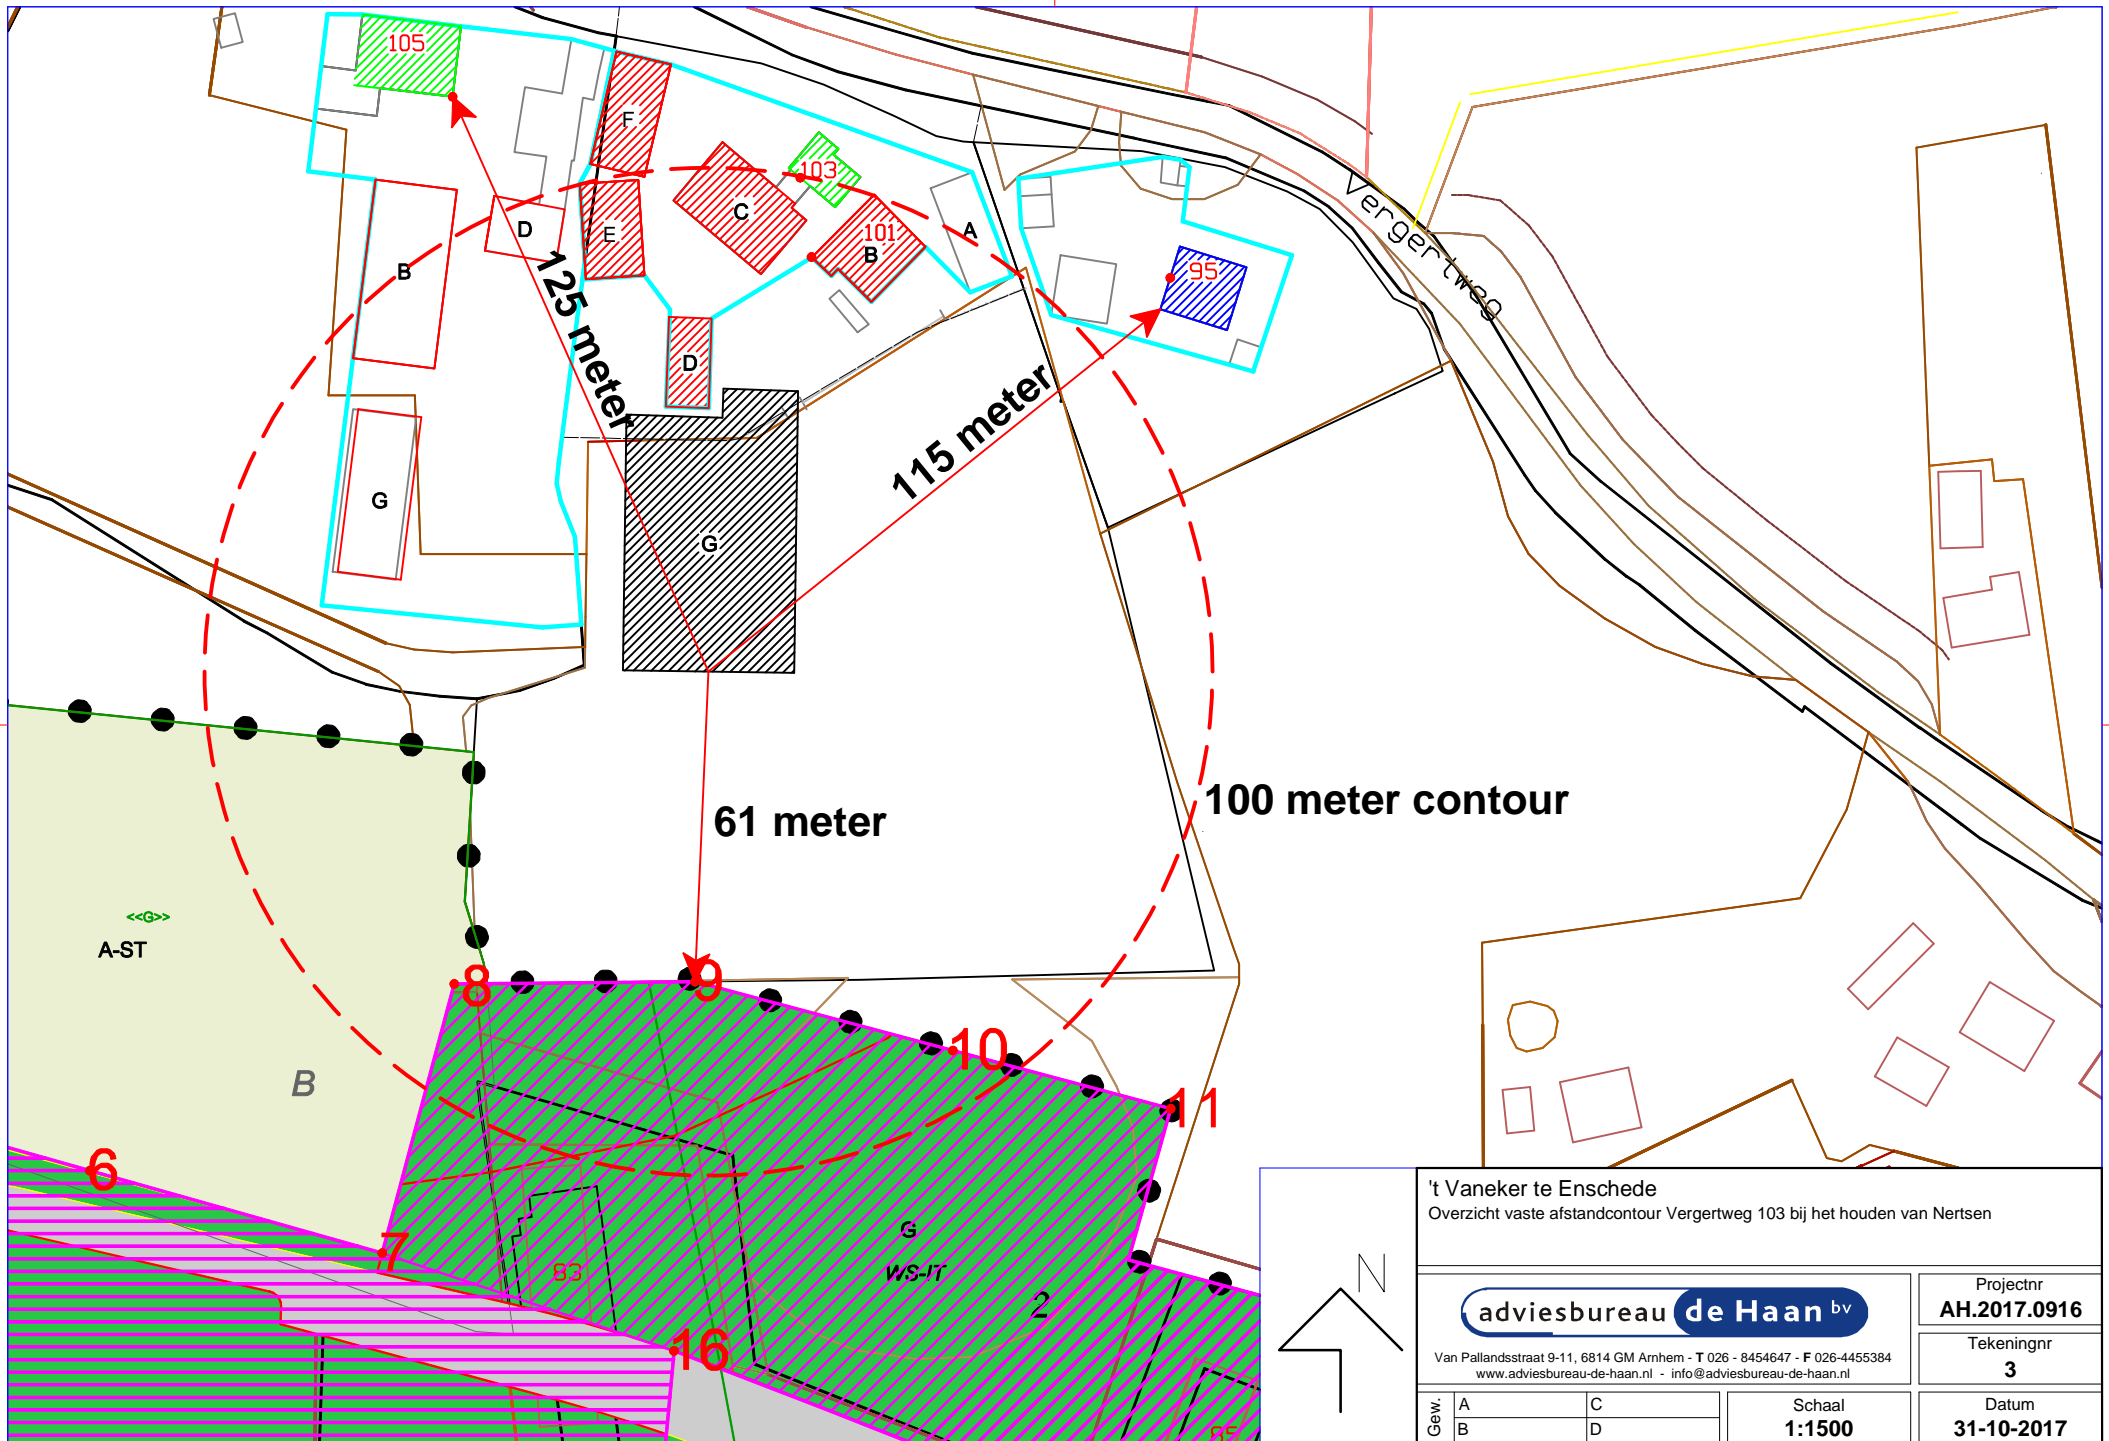 105
F
103
C
D
E
101
B
A
95
Vergertweg
B
125 meter
D
115 meter
G
G
61 meter
100 meter contour
<<G>>
A-ST
8
9
10
B
11
6
7
83
G
WS-IT
2
16
85
N
't Vaneker te Enschede
Overzicht vaste afstandcontour Vergertweg 103 bij het houden van Nertsen
adviesbureau de Haan bv
Van Pallandsstraat 9-11, 6814 GM Arnhem - T 026 - 8454647 - F 026-4455384
www.adviesbureau-de-haan.nl - info@adviesbureau-de-haan.nl
Projectnr
AH.2017.0916
Tekeningnr
3
Gew.
A
C
B
D
Schaal
1:1500
Datum
31-10-2017